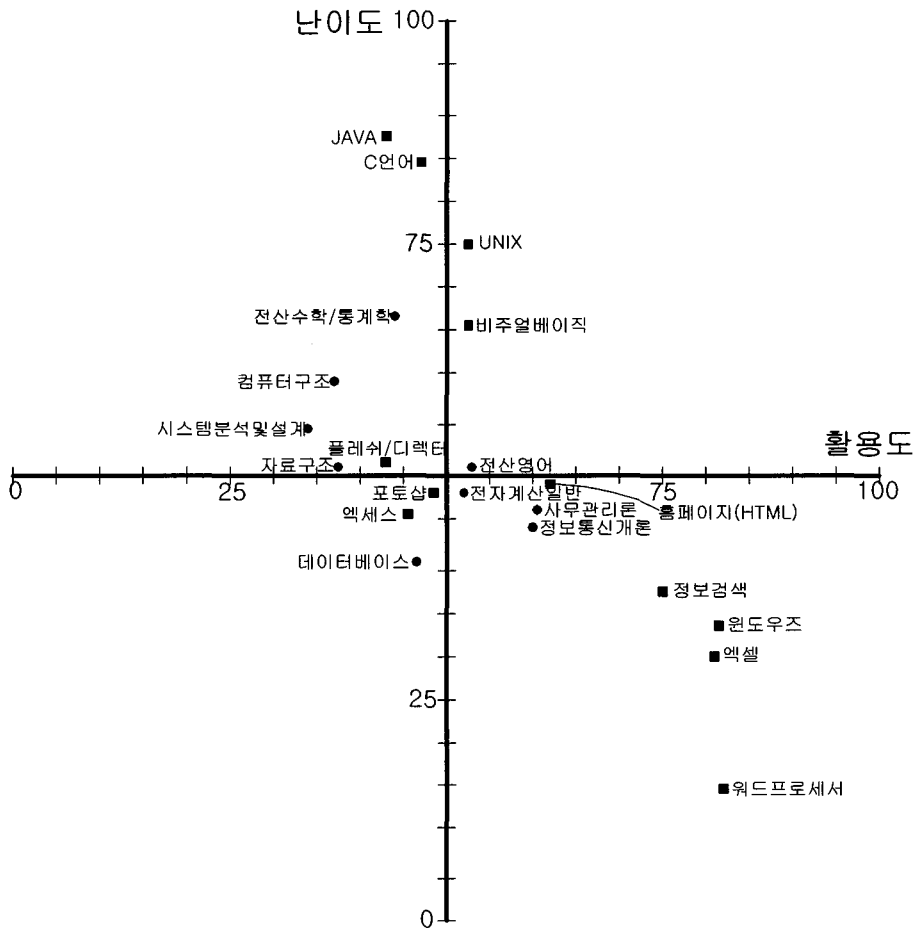 난이도 100
JAVA
C언어
75
UNIX
전산수학/통계학
비주얼베이직
컴퓨터구조
시스템분석및설계
플레쉬/디렉터
활용도
자료구조
전산영어
0
25
포토샵
전자계산일반
75
100
엑세스
사무관리론
홈페이지(HTML)
정보통신개론
데이터베이스
정보검색
윈도우즈
엑셀
25
워드프로세서
0